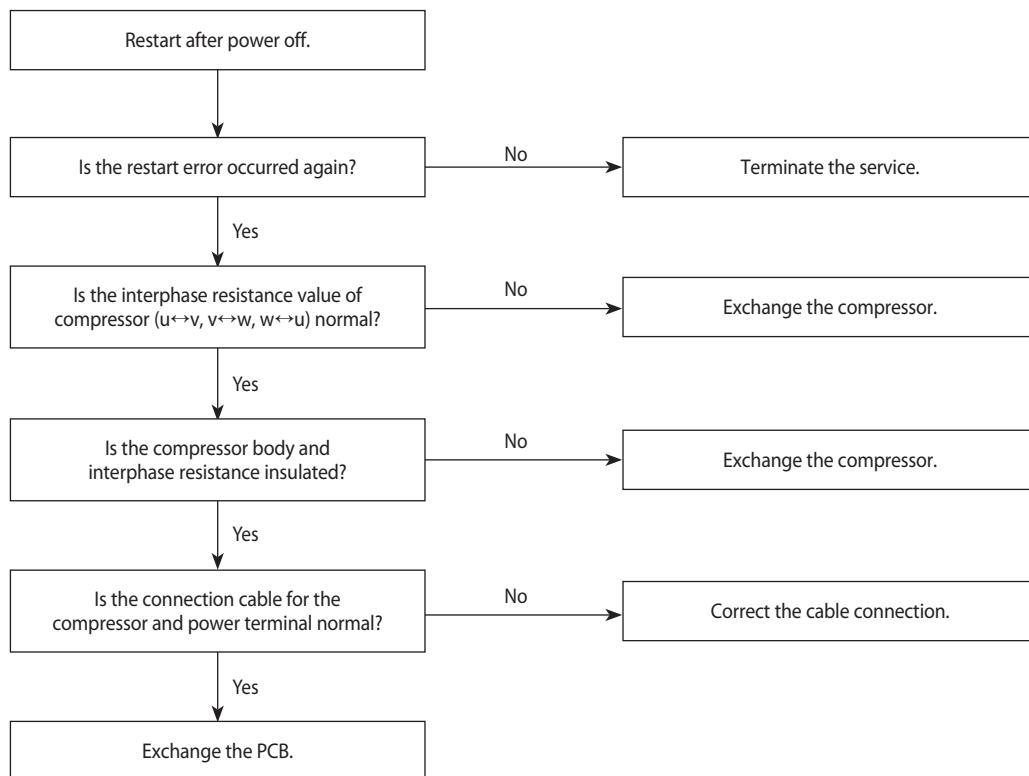 Restart after power off.
Is the restart error occurred again?
No
Terminate the service.
Yes
Is the interphase resistance value of
compressor (u↔v, v↔w, w↔u) normal?
No
Exchange the compressor.
Yes
Is the compressor body and
interphase resistance insulated?
No
Exchange the compressor.
Yes
Is the connection cable for the
compressor and power terminal normal?
No
Correct the cable connection.
Yes
Exchange the PCB.